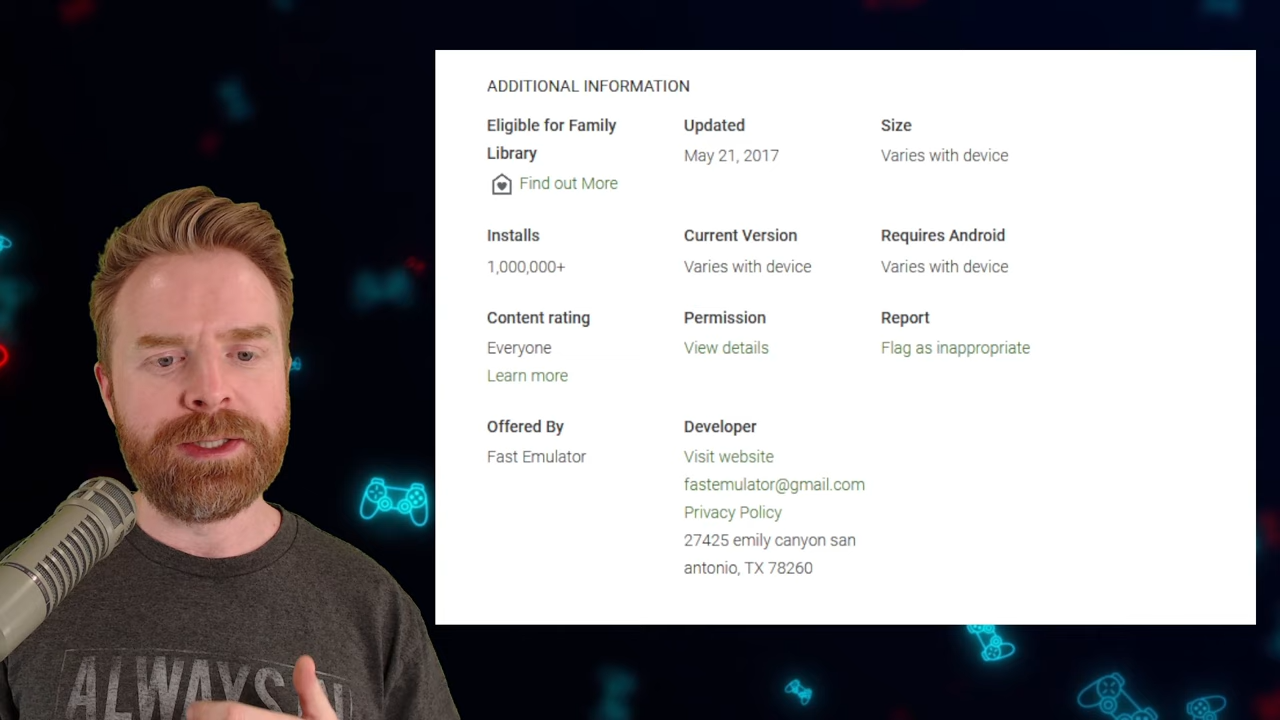 ADDITIONAL INFORMATION
Eligible for Family
Library
Find out More
Updated
May 21, 2017
Size
Varies with device
Installs
1,000,000+
Current Version
Varies with device
Requires Android
Varies with device
Content rating
Everyone
Learn more
Permission
View details
Report
Flag as inappropriate
Offered By
Fast Emulator
Developer
Visit website
fastemulator@gmail.com
Privacy Policy
27425 emily canyon san
antonio, TX 78260
ALWAYS